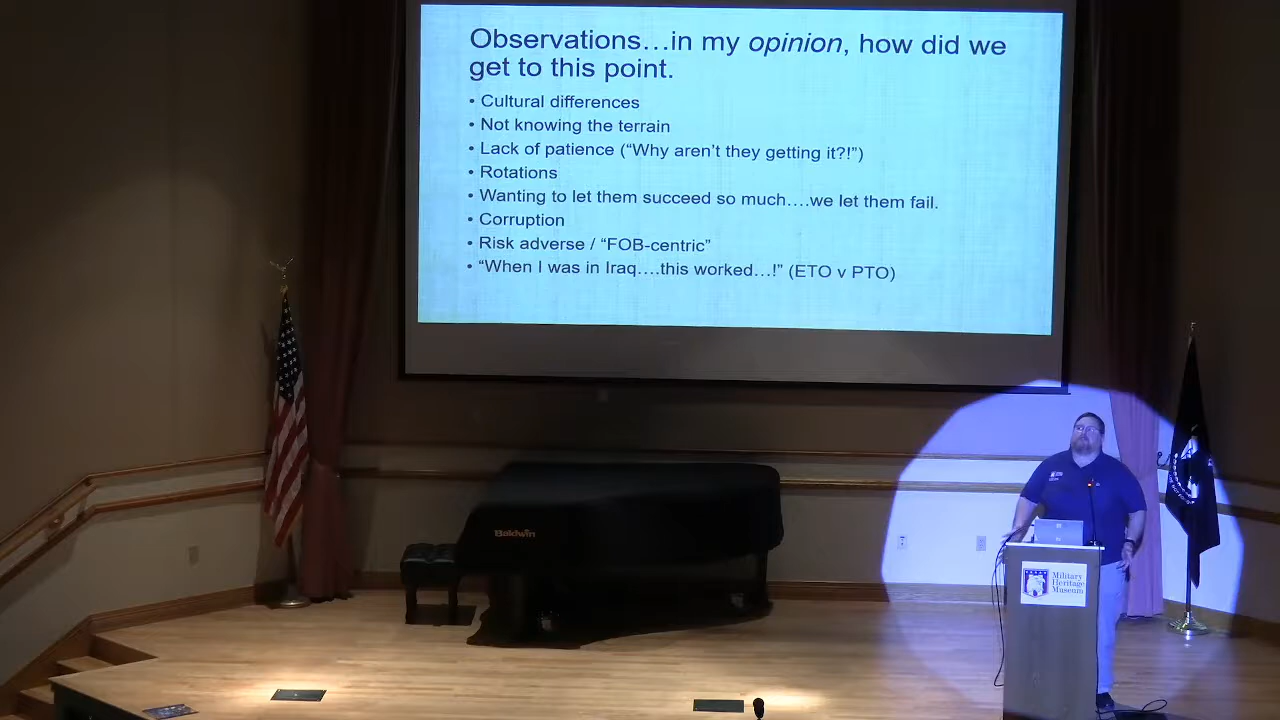 Observations…in my opinion, how did we
get to this point.
• Cultural differences
• Not knowing the terrain
• Lack of patience (“Why aren’t they getting it?!”)
• Rotations
• Wanting to let them succeed so much….we let them fail.
• Corruption
• Risk adverse / “FOB-centric”
• “When I was in Iraq….this worked…!” (ETO v PTO)
Baldwin
Military
Heritage
Museum